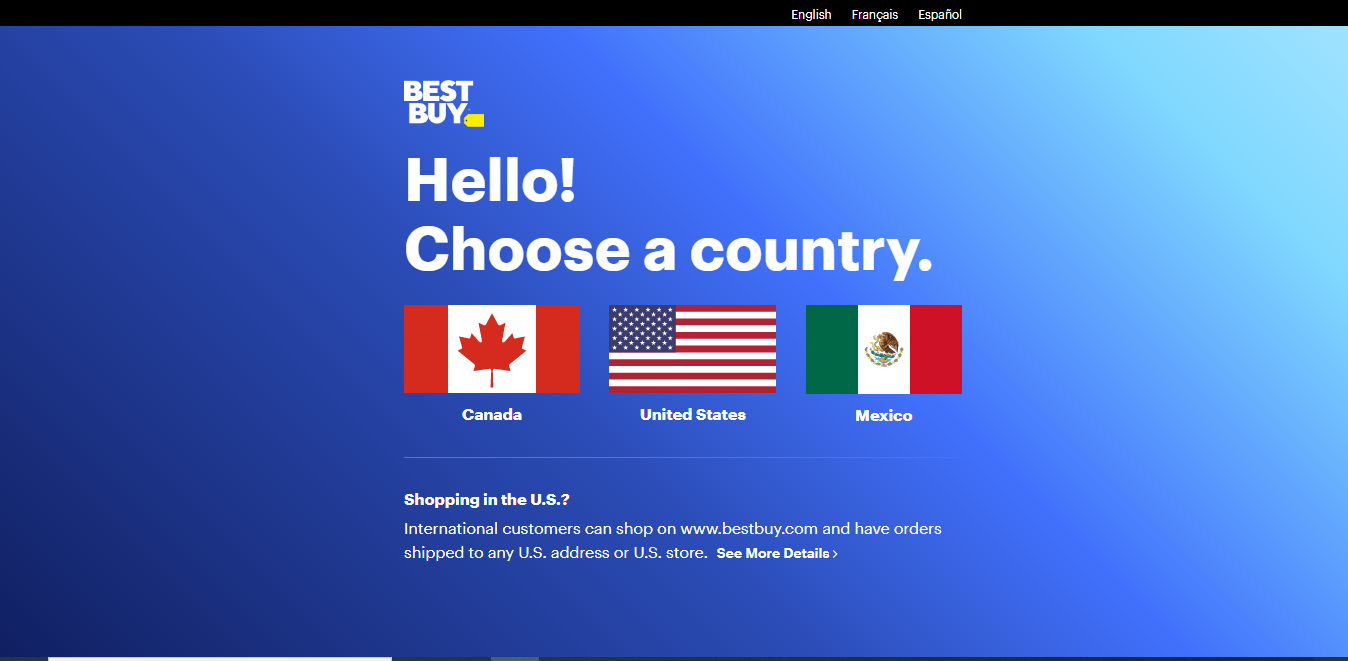 English Français Español
BEST
BUY
Hello!
Choose a country.
Canada United States Mexico
Shopping in the U.S.?
International customers can shop on www.bestbuy.com and have orders
shipped to any U.S. address or U.S. store. See More Details ›